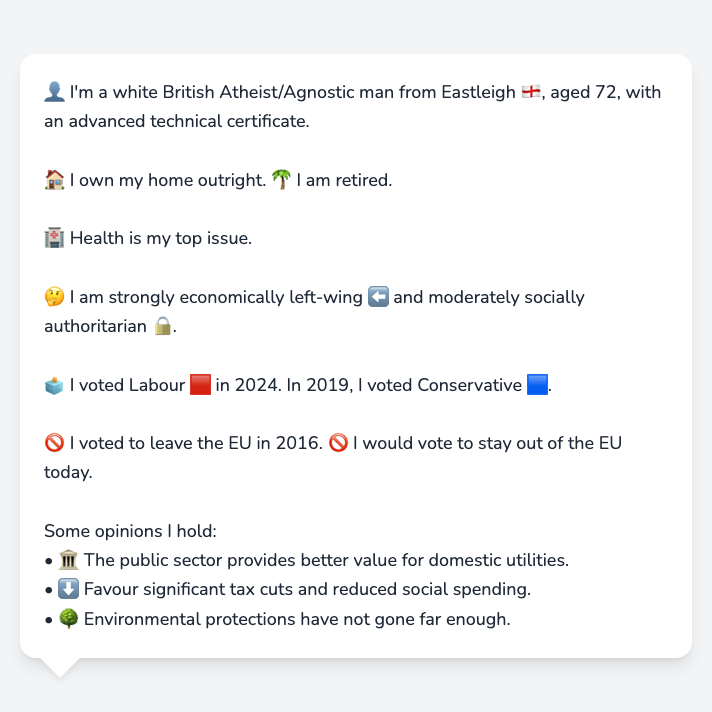 👤 I'm a white British Atheist/Agnostic man from Eastleigh 🏴󠁧󠁢󠁥󠁮󠁧󠁿, aged 72, with
an advanced technical certificate.
🏠 I own my home outright. 🌴 I am retired.
🏥 Health is my top issue.
🤔 I am strongly economically left-wing ⬅️ and moderately socially
authoritarian 🔒.
🗳️ I voted Labour 🟥 in 2024. In 2019, I voted Conservative 🟦.
🚫 I voted to leave the EU in 2016. 🚫 I would vote to stay out of the EU
today.
Some opinions I hold:
• 🏛️ The public sector provides better value for domestic utilities.
• ⬇️ Favour significant tax cuts and reduced social spending.
• 🌳 Environmental protections have not gone far enough.